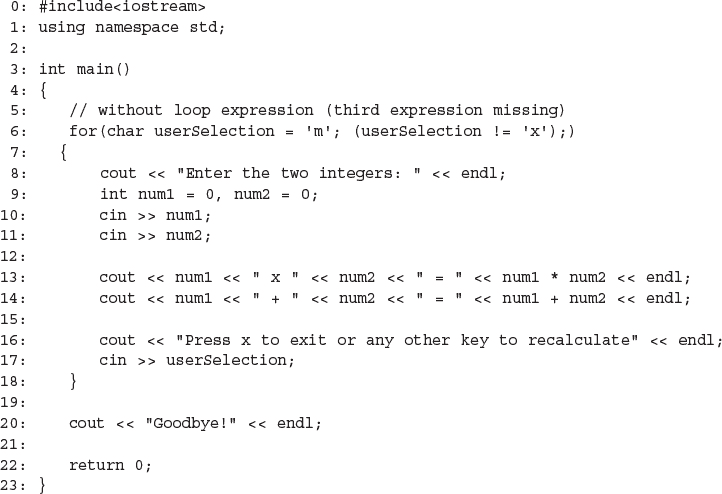 0: #include<iostream>
1: using namespace std;
2:
3: int main()
4: {
5: // without loop expression (third expression missing)
6: for(char userSelection = 'm'; (userSelection != 'x');)
7: {
8: cout << "Enter the two integers: " << endl;
9: int num1 = 0, num2 = 0;
10: cin >> num1;
11: cin >> num2;
12:
13: cout << num1 << " x " << num2 << " = " << num1 * num2 << endl;
14: cout << num1 << " + " << num2 << " = " << num1 + num2 << endl;
15:
16: cout << "Press x to exit or any other key to recalculate" << endl;
17: cin >> userSelection;
18: }
19:
20: cout << "Goodbye!" << endl;
21:
22: return 0;
23: }